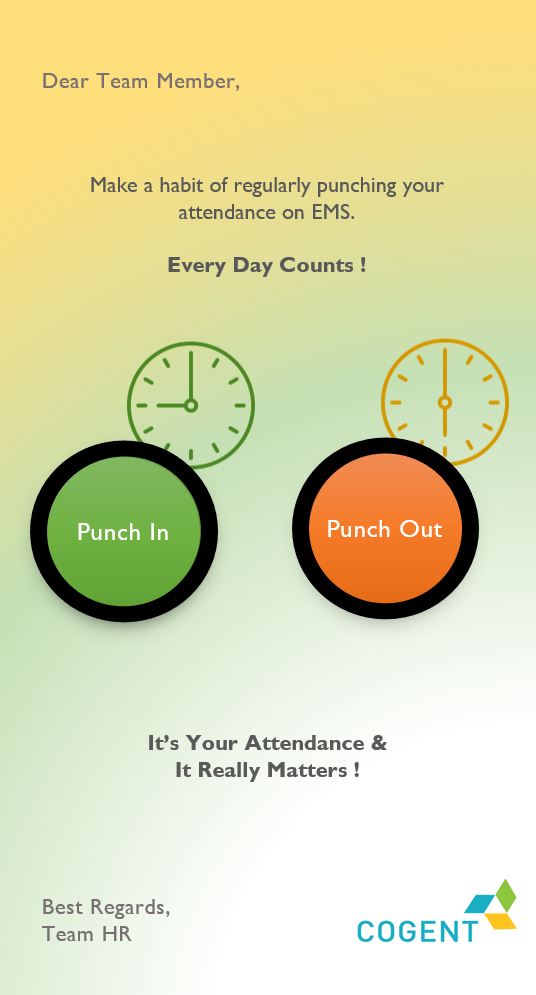 Dear Team Member,
Make a habit of regularly punching your
attendance on EMS.
Every Day Counts !
Punch In
Punch Out
It's Your Attendance &
It Really Matters !
Best Regards,
Team HR
COGENT